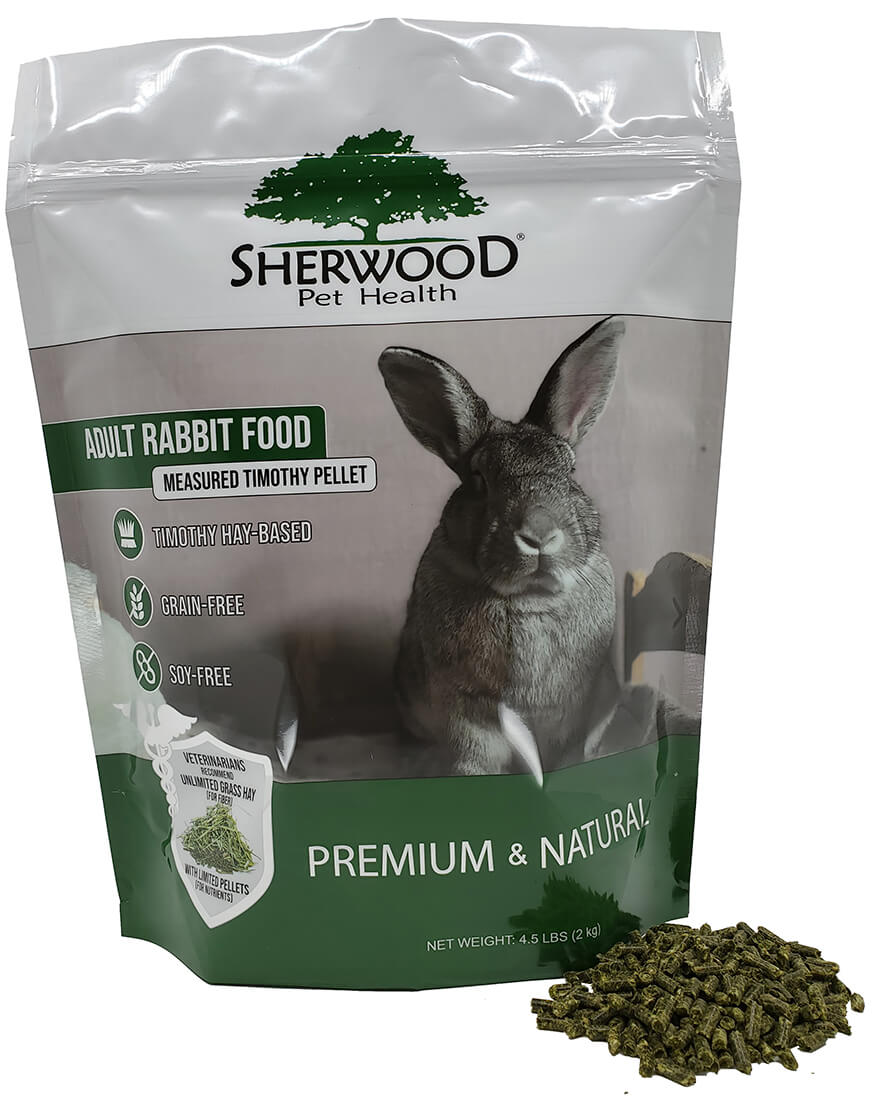 SHERWOOD®
Pet Health
ADULT RABBIT FOOD
MEASURED TIMOTHY PELLET
TIMOTHY HAY-BASED
GRAIN-FREE
SOY-FREE
VETERINARIANS
RECOMMEND
UNLIMITED GRASS HAY
(FOR FIBER)
WITH LIMITED PELLETS
(FOR NUTRIENTS)
PREMIUM & NATURAL
NET WEIGHT: 4.5 LBS (2 kg)